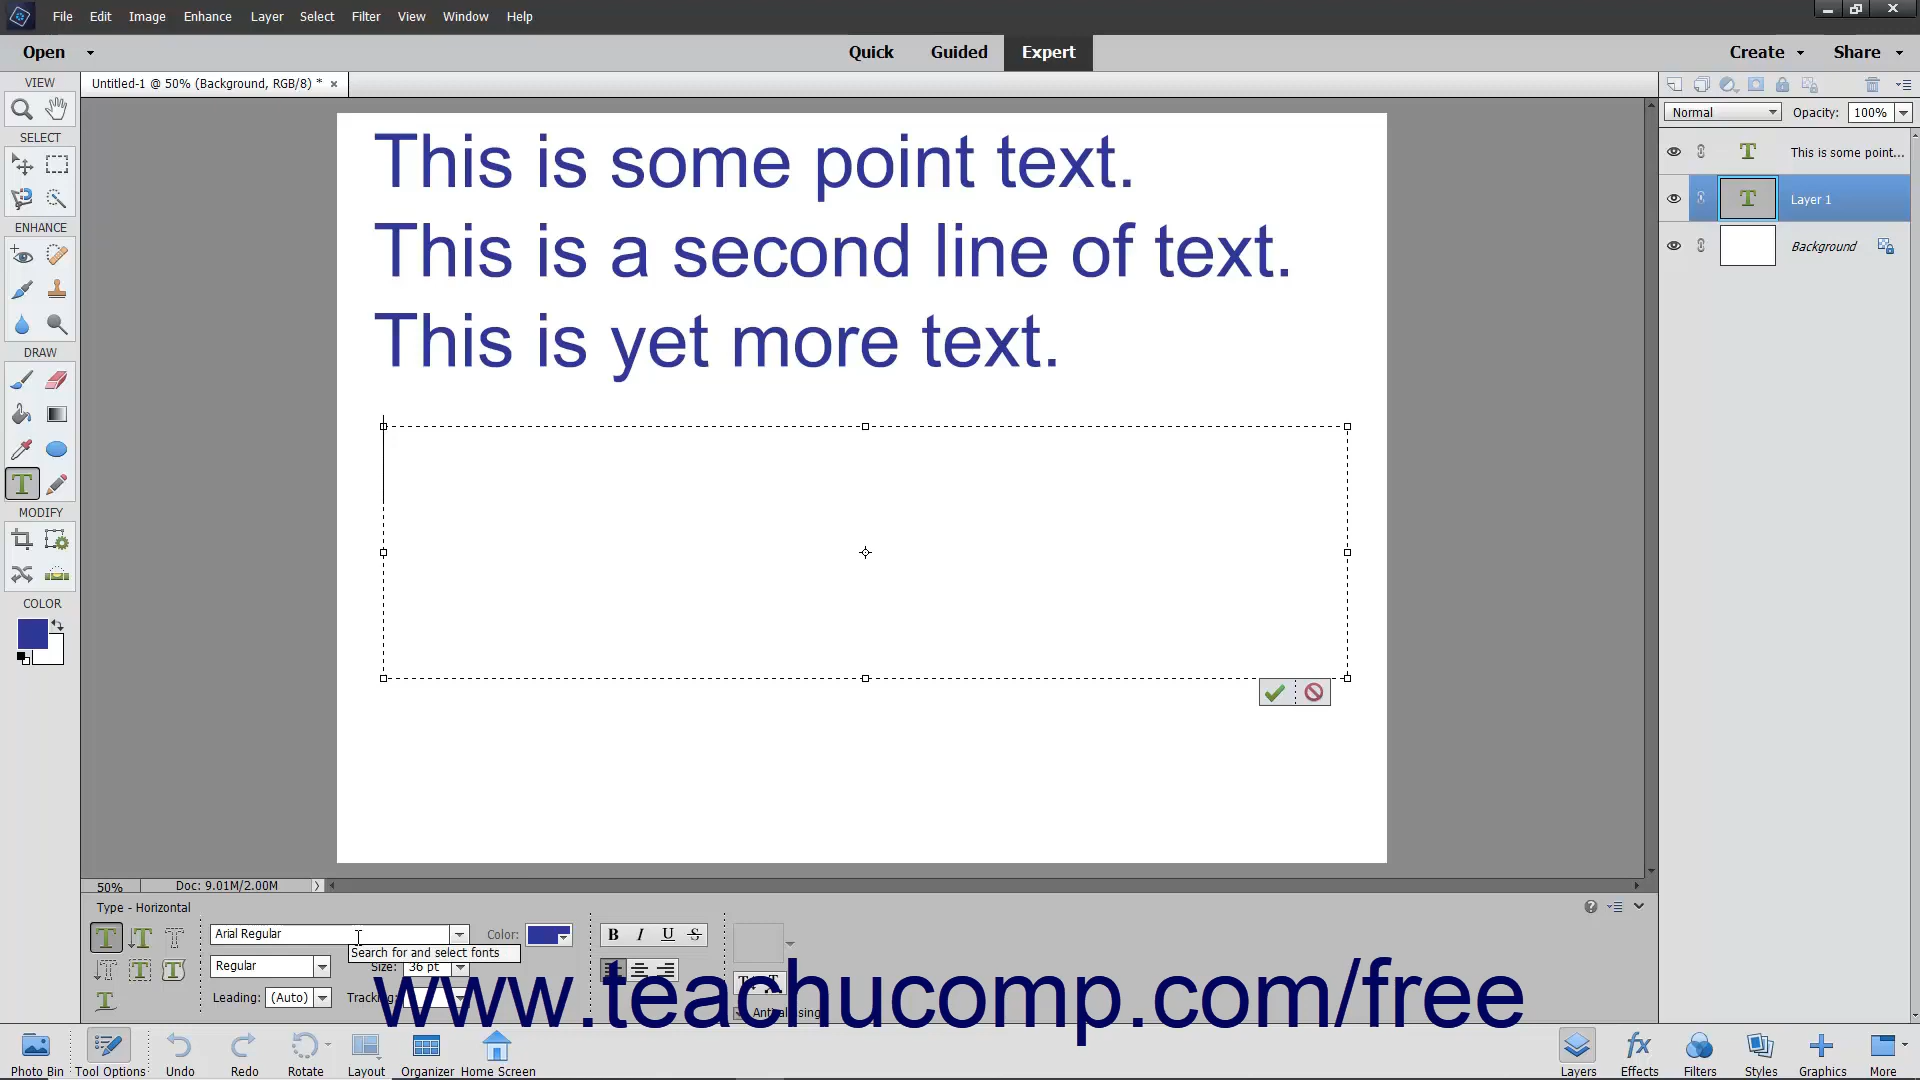 File Edit Image Enhance Layer Select Filter View Window Help
Open Quick Guided Expert Create Share
VIEW
Untitled-1 @ 50% (Background, RGB/8) *
Normal Opacity: 100%
SELECT
This is some point text.
This is some point...
This is a second line of text.
Layer 1
ENHANCE
Background
This is yet more text.
DRAW
MODIFY
COLOR
50% Doc: 9.01M/2.00M
Type - Horizontal
Arial Regular Color: B I U S
Search for and select fonts
Regular Size: 36 pt
Leading: (Auto) Tracking:
www.teachucomp.com/free
Photo Bin Tool Options Undo Redo Rotate Layout Organizer Home Screen Layers Effects Filters Styles Graphics More